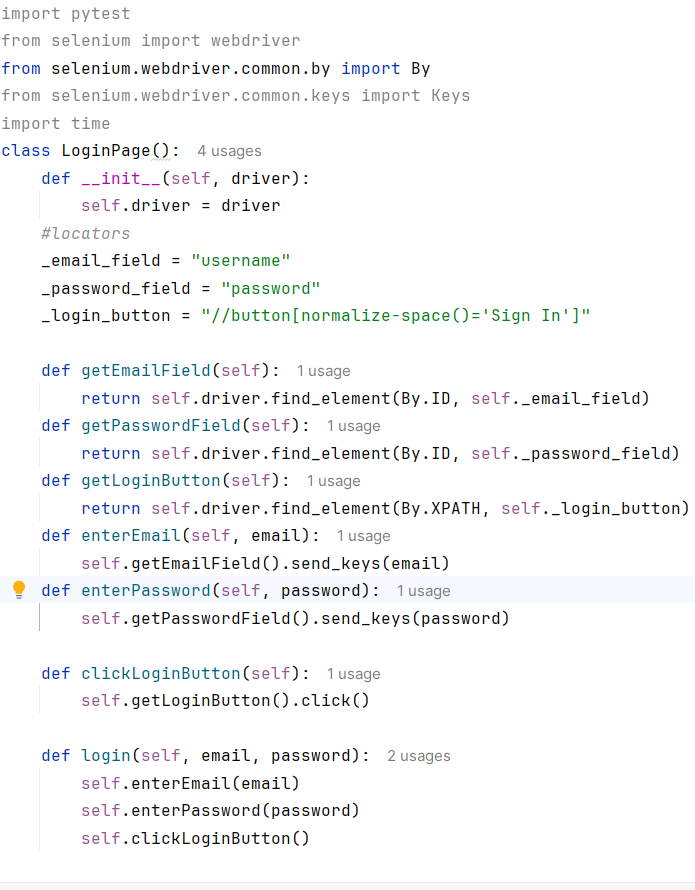 import pytest
from selenium import webdriver
from selenium.webdriver.common.by import By
from selenium.webdriver.common.keys import Keys
import time
class LoginPage():  4 usages
    def __init__(self, driver):
        self.driver = driver
    #locators
    _email_field = "username"
    _password_field = "password"
    _login_button = "//button[normalize-space()='Sign In']"

    def getEmailField(self):  1 usage
        return self.driver.find_element(By.ID, self._email_field)
    def getPasswordField(self):  1 usage
        return self.driver.find_element(By.ID, self._password_field)
    def getLoginButton(self):  1 usage
        return self.driver.find_element(By.XPATH, self._login_button)
    def enterEmail(self, email):  1 usage
        self.getEmailField().send_keys(email)
    def enterPassword(self, password):  1 usage
        self.getPasswordField().send_keys(password)

    def clickLoginButton(self):  1 usage
        self.getLoginButton().click()

    def login(self, email, password):  2 usages
        self.enterEmail(email)
        self.enterPassword(password)
        self.clickLoginButton()